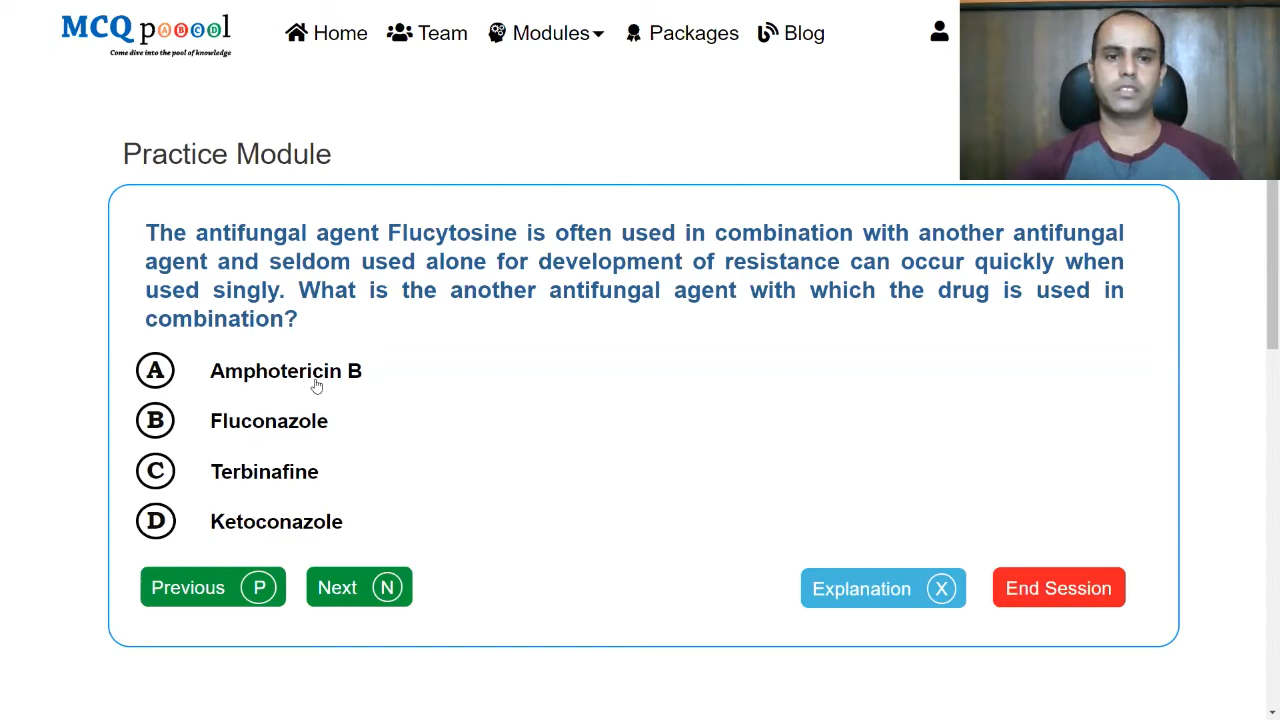 MCQ pABCDl
Come dive into the pool of knowledge
Home Team Modules Packages Blog
Practice Module
The antifungal agent Flucytosine is often used in combination with another antifungal
agent and seldom used alone for development of resistance can occur quickly when
used singly. What is the another antifungal agent with which the drug is used in
combination?
A Amphotericin B
B Fluconazole
C Terbinafine
D Ketoconazole
Previous P Next N Explanation X End Session